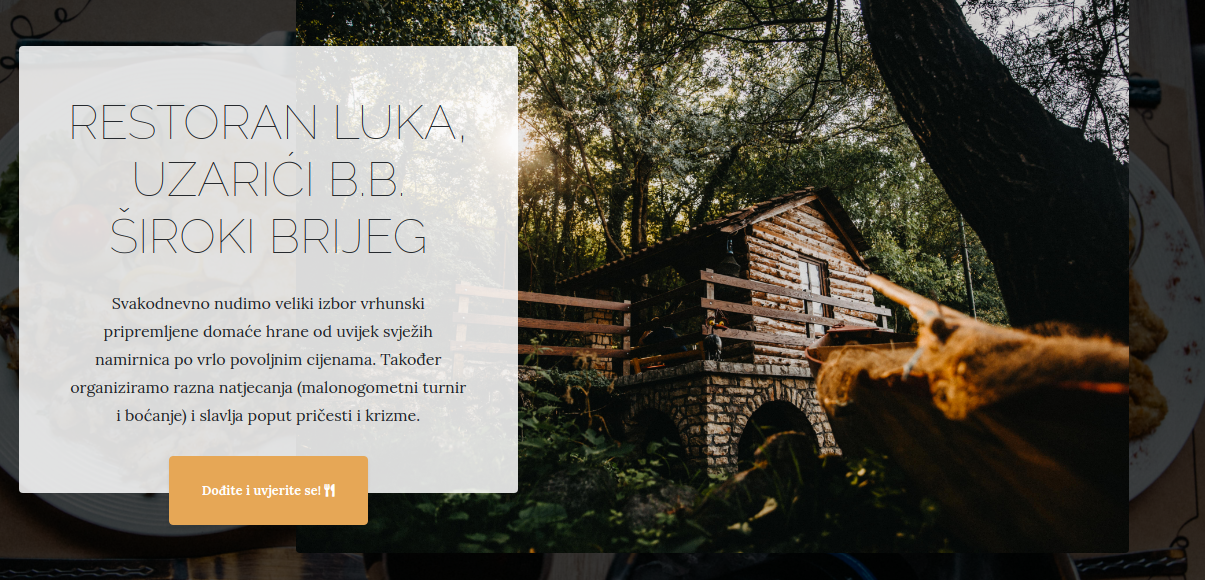 RESTORAN LUKA,
UZARIĆI B.B.
ŠIROKI BRIJEG
Svakodnevno nudimo veliki izbor vrhunski
pripremljene domaće hrane od uvijek svježih
namirnica po vrlo povoljnim cijenama. Također
organiziramo razna natjecanja (malonogometni turnir
i boćanje) i slavlja poput pričesti i krizme.
Dođite i uvjerite se!